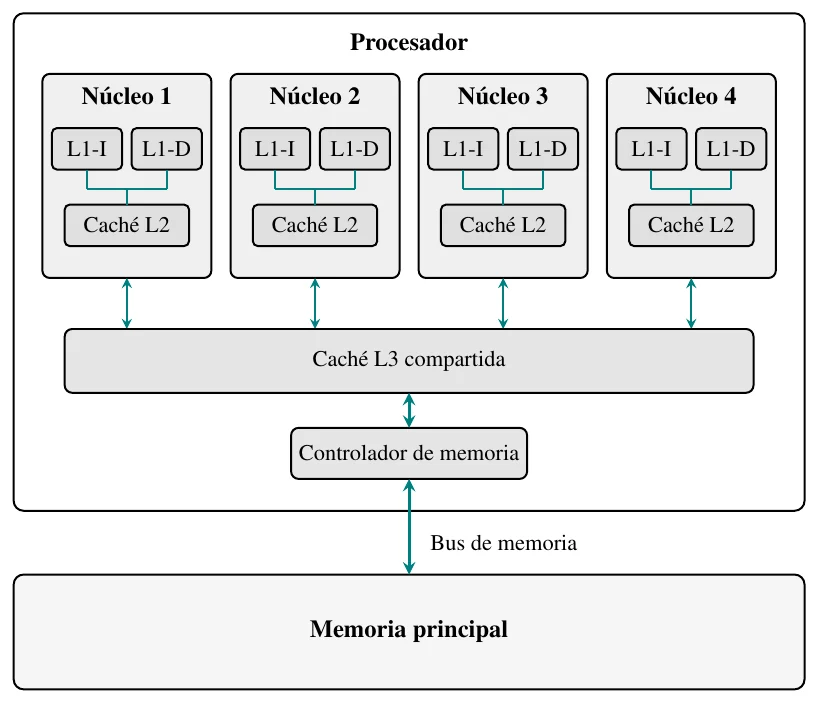 Procesador
Núcleo 1
Núcleo 2
Núcleo 3
Núcleo 4
L1-I
L1-D
L1-I
L1-D
L1-I
L1-D
L1-I
L1-D
Caché L2
Caché L2
Caché L2
Caché L2
Caché L3 compartida
Controlador de memoria
Bus de memoria
Memoria principal